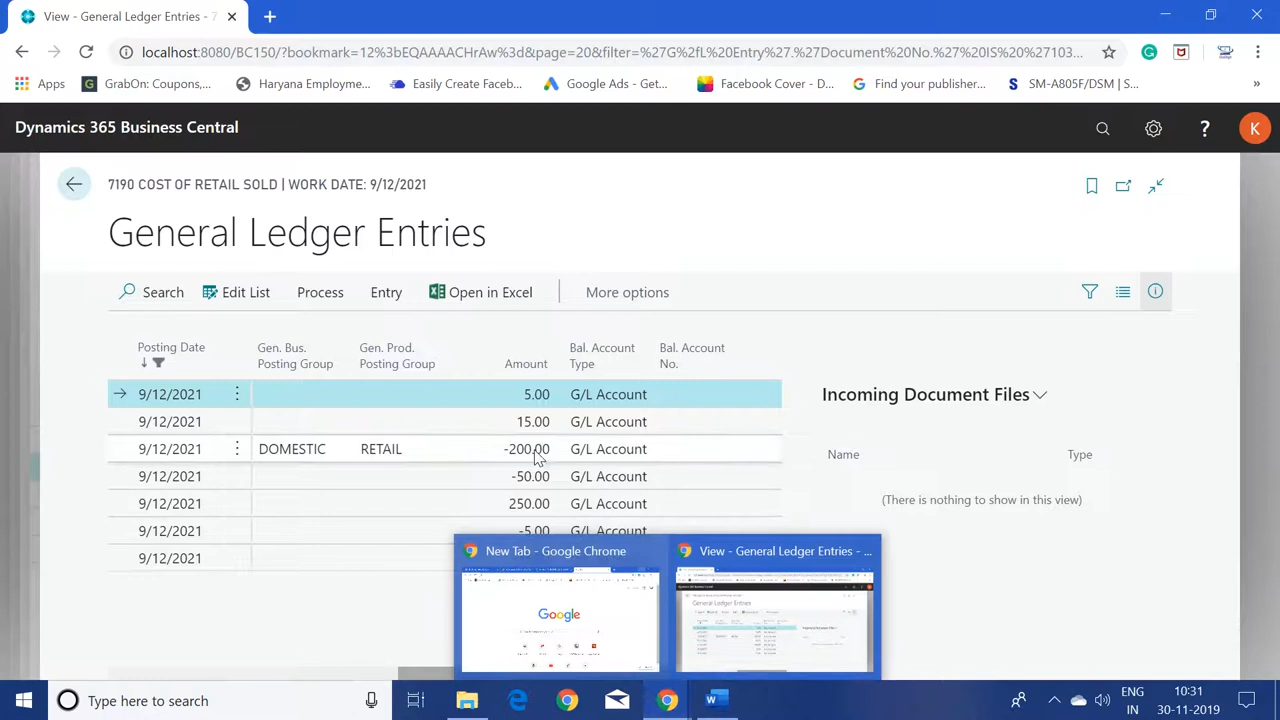 View - General Ledger Entries - 7
localhost:8080/BC150/?bookmark=12%3bEQAAAACHrAw%3d&page=20&filter=%27G%2fL%20Entry%27.%27Document%20No.%27%20IS%20%27103...
Apps GrabOn: Coupons,... Haryana Employme... Easily Create Faceb... Google Ads - Get... Facebook Cover - D... Find your publisher... SM-A805F/DSM | S... »
Dynamics 365 Business Central ? K
7190 COST OF RETAIL SOLD | WORK DATE: 9/12/2021
General Ledger Entries
Search Edit List Process Entry Open in Excel More options
Posting Date Gen. Bus. Posting Group Gen. Prod. Posting Group Amount Bal. Account Type Bal. Account No.
9/12/2021 5.00 G/L Account
9/12/2021 15.00 G/L Account
9/12/2021 DOMESTIC RETAIL -200.00 G/L Account
9/12/2021 -50.00 G/L Account
9/12/2021 250.00 G/L Account
9/12/2021 -5.00 G/L Account
9/12/2021
Incoming Document Files
Name Type
(There is nothing to show in this view)
New Tab - Google Chrome View - General Ledger Entries - ...
Google General Ledger Entries
Type here to search
ENG IN
10:31
30-11-2019